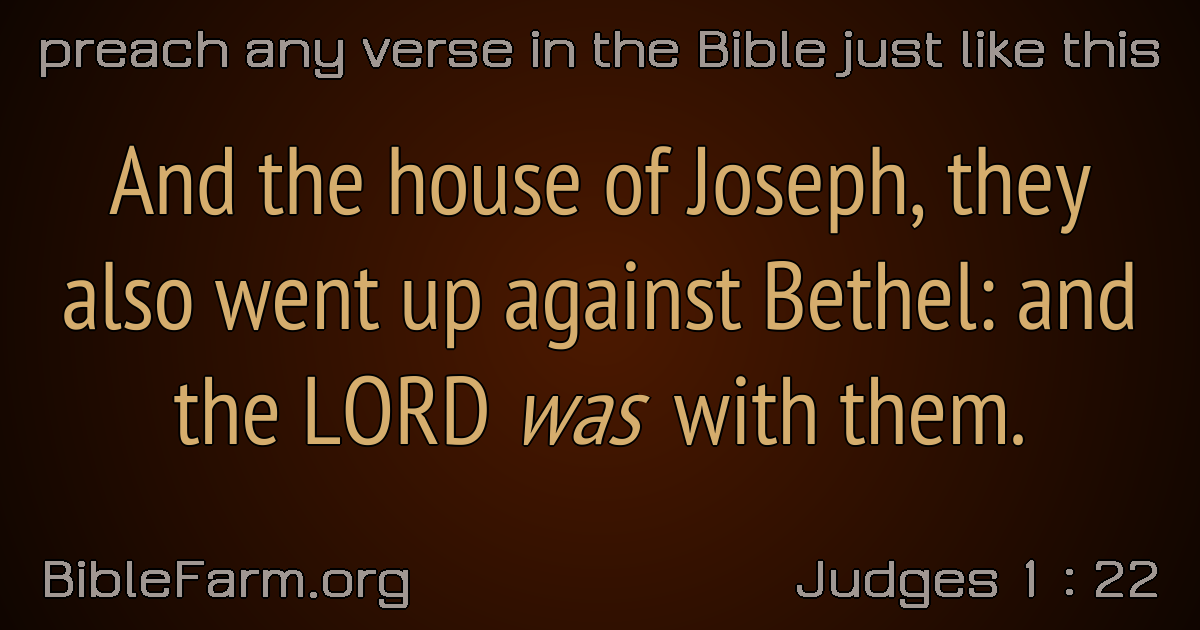 preach any verse in the Bible just like this
And the house of Joseph, they
also went up against Bethel: and
the LORD was with them.
BibleFarm.org
Judges 1 : 22